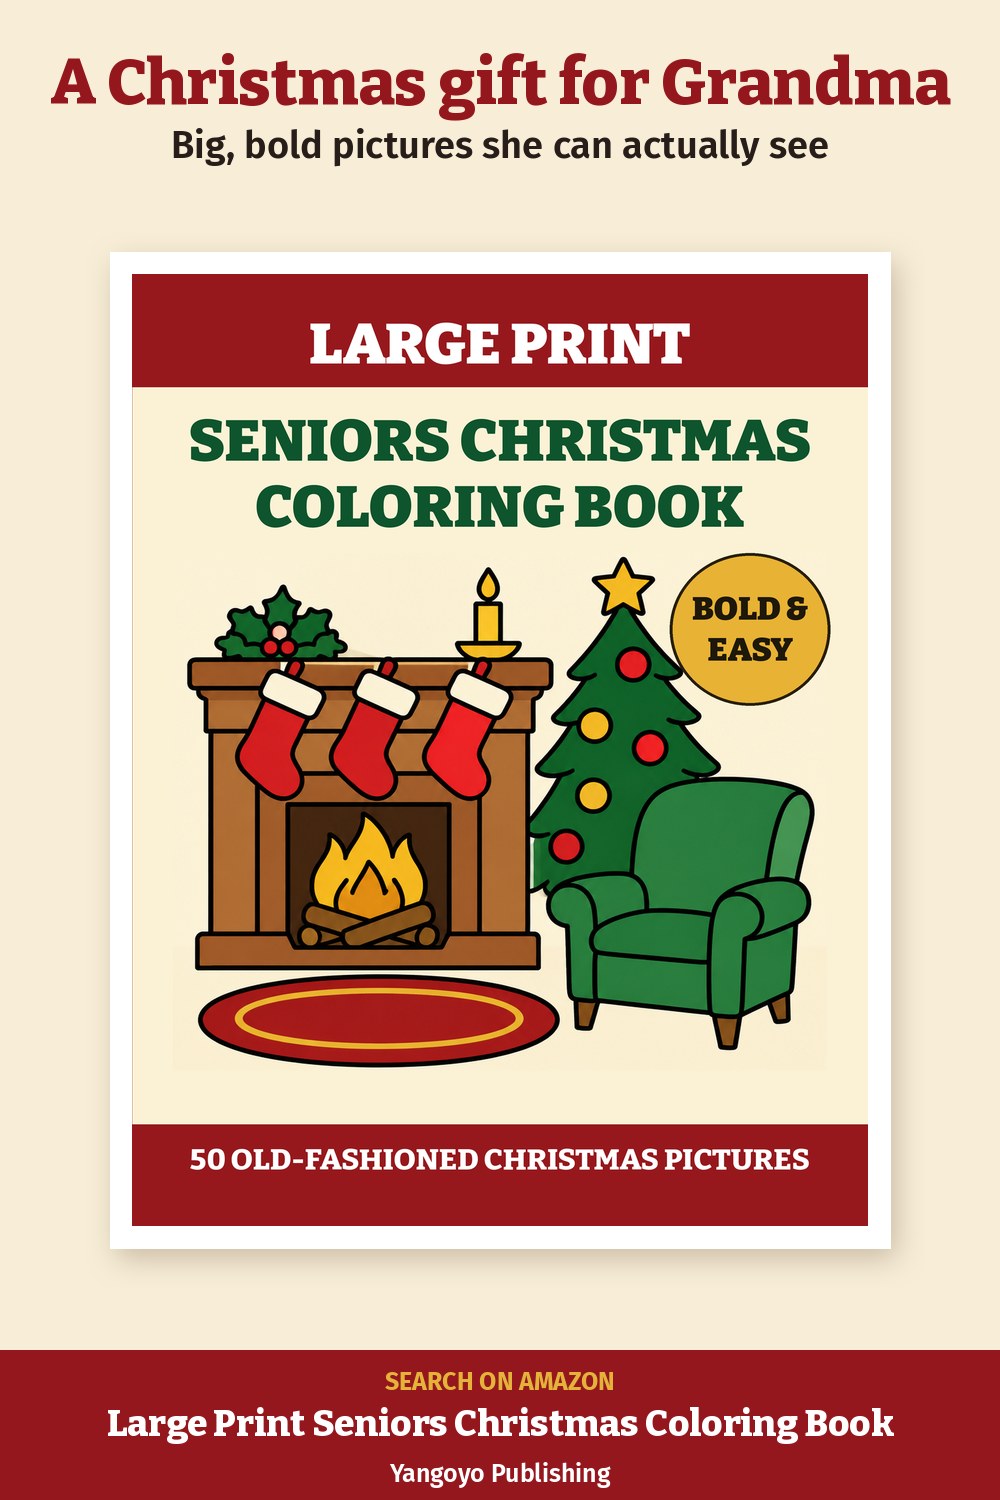 A Christmas gift for Grandma
Big, bold pictures she can actually see
LARGE PRINT
SENIORS CHRISTMAS
COLORING BOOK
BOLD &
EASY
50 OLD-FASHIONED CHRISTMAS PICTURES
SEARCH ON AMAZON
Large Print Seniors Christmas Coloring Book
Yangoyo Publishing